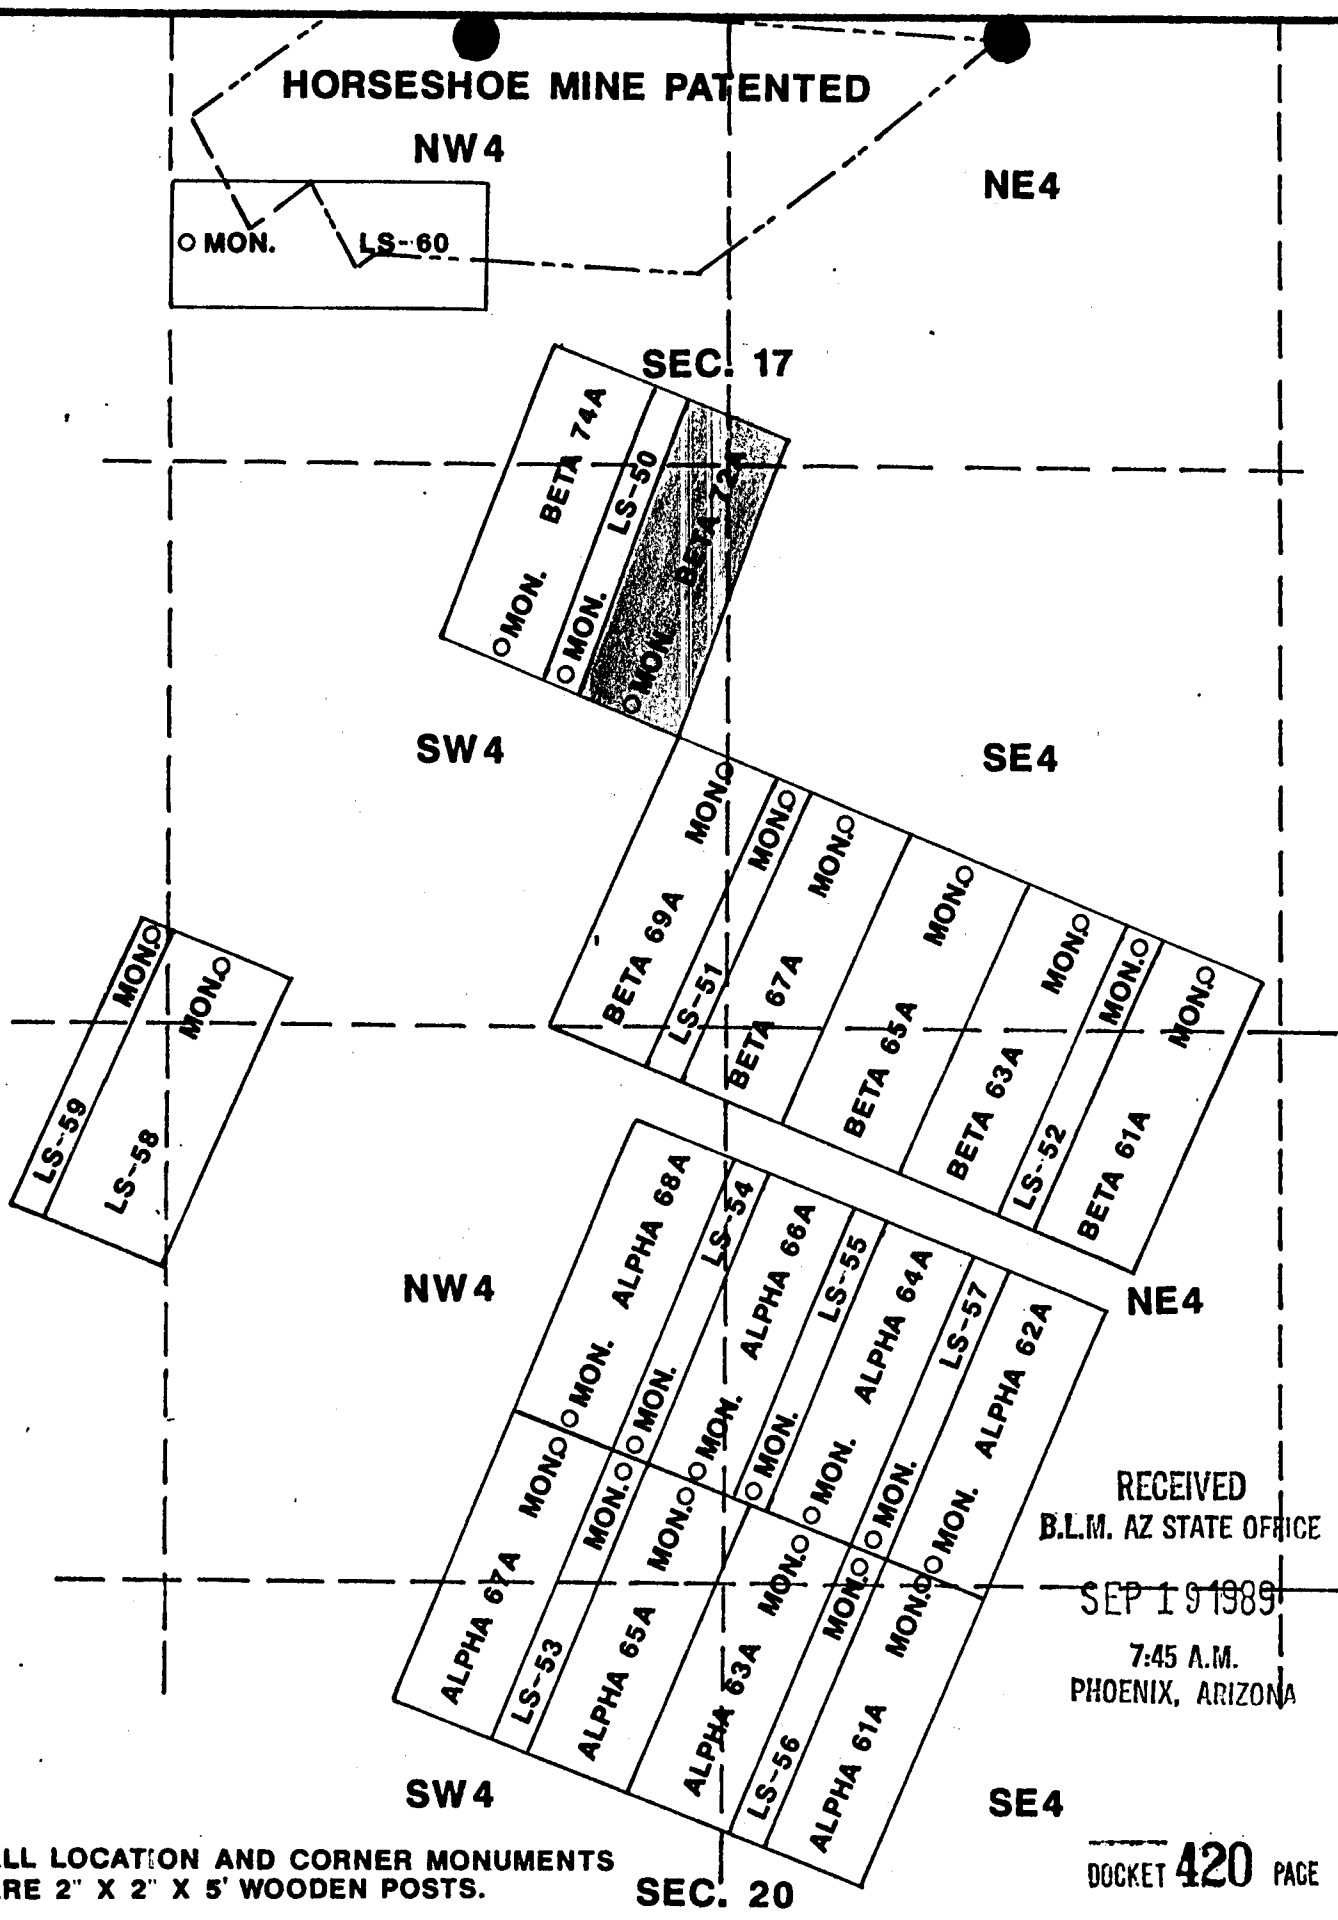 HORSESHOE MINE PATENTED
NW4
NE4
MON.
LS-60
SEC. 17
BETA 74A
MON.
LS-50
MON.
BETA 72A
MON.
SW4
SE4
MON.
BETA 69A
MON.
LS-51
MON.
BETA 67A
MON.
BETA 65A
MON.
BETA 63A
MON.
LS-52
MON.
BETA 61A
MON.
LS-59
MON.
LS-58
NW4
NE4
ALPHA 68A
MON.
LS-54
MON.
ALPHA 66A
MON.
LS-55
MON.
ALPHA 64A
MON.
LS-57
MON.
ALPHA 62A
MON.
MON.
ALPHA 67A
MON.
LS-53
MON.
ALPHA 65A
MON.
ALPHA 63A
MON.
LS-56
MON.
ALPHA 61A
RECEIVED
B.L.M. AZ STATE OFFICE
SEP 19 1989
7:45 A.M.
PHOENIX, ARIZONA
SW4
SE4
LL LOCATION AND CORNER MONUMENTS
RE 2" X 2" X 5' WOODEN POSTS.
SEC. 20
DOCKET 420 PAGE